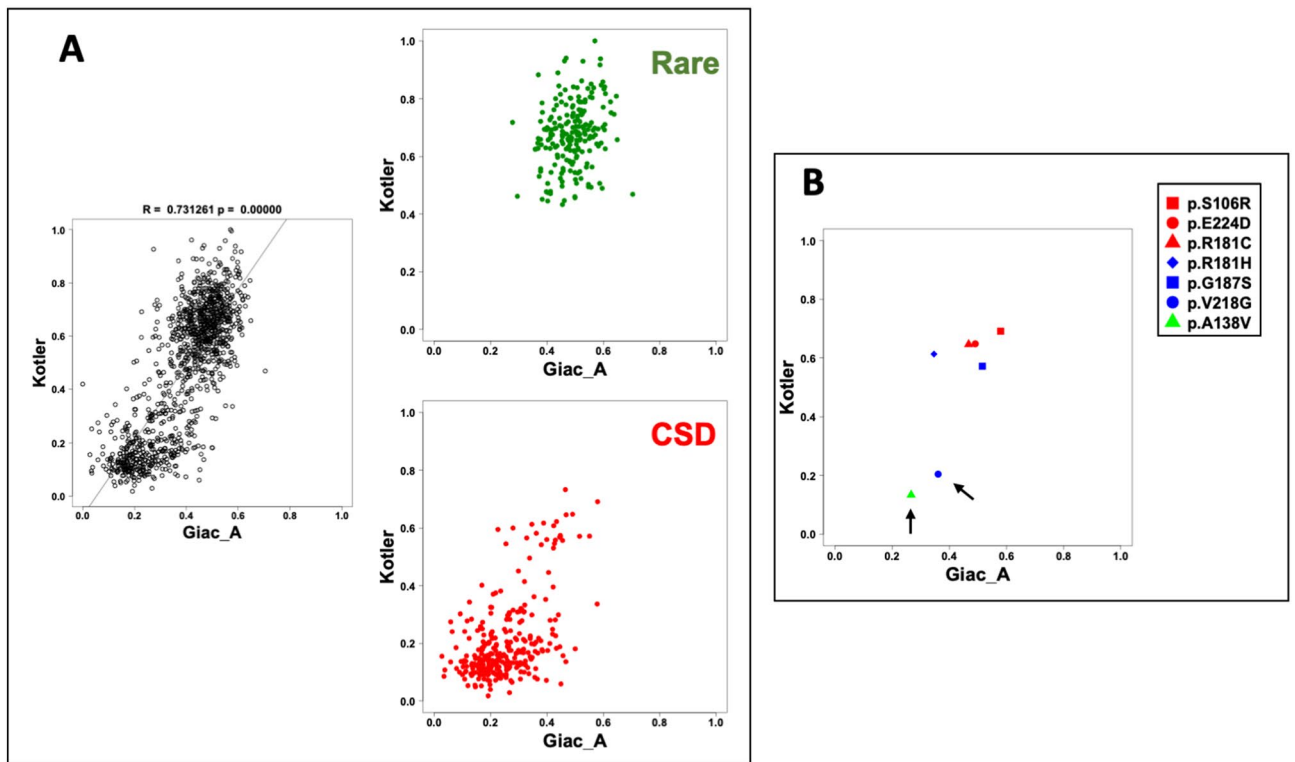 A
R = 0.731261 p = 0.00000
Kotler
1.0
0.8
0.6
0.4
0.2
0.0
0.0 0.2 0.4 0.6 0.8 1.0
Giac_A
Rare
Kotler
1.0
0.8
0.6
0.4
0.2
0.0
0.0 0.2 0.4 0.6 0.8 1.0
Giac_A
CSD
Kotler
1.0
0.8
0.6
0.4
0.2
0.0
0.0 0.2 0.4 0.6 0.8 1.0
Giac_A
B
p.S106R
p.E224D
p.R181C
p.R181H
p.G187S
p.V218G
p.A138V
Kotler
1.0
0.8
0.6
0.4
0.2
0.0
0.0 0.2 0.4 0.6 0.8 1.0
Giac_A